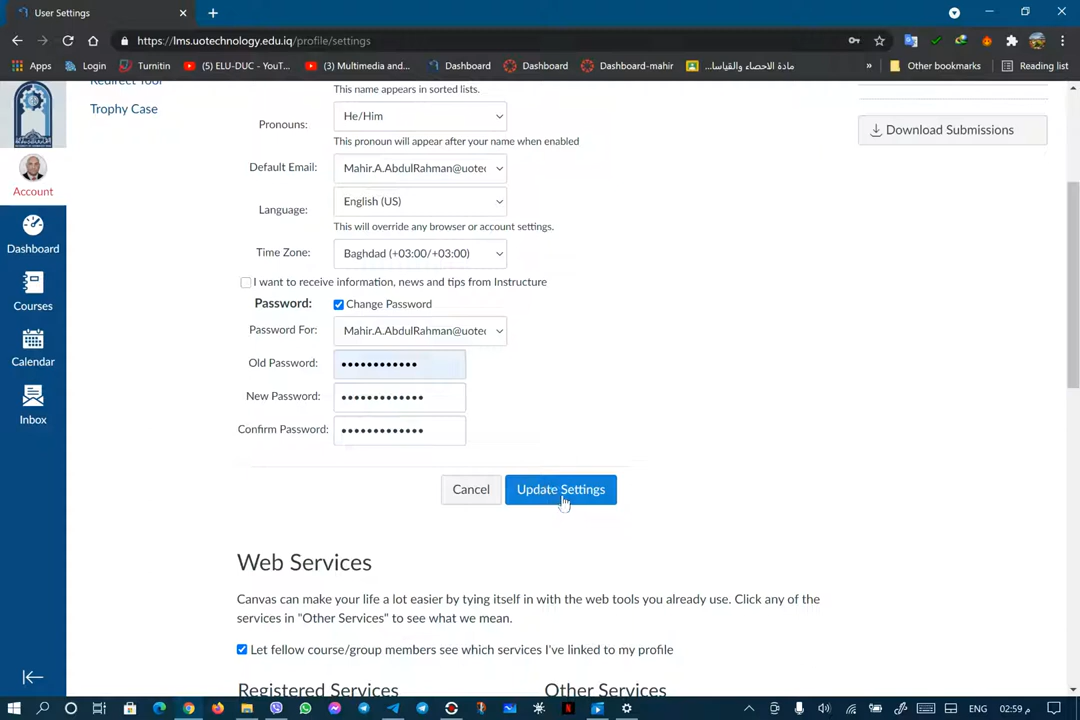 User Settings
https://lms.uotechnology.edu.iq/profile/settings
Apps
Login
Turnitin
(5) ELU-DUC - YouT...
(3) Multimedia and...
Dashboard
Dashboard
Dashboard-mahir
مادة الاحصاء والقياسا...
»
Other bookmarks
Reading list
Redirect Tool
Trophy Case
This name appears in sorted lists.
Pronouns:
He/Him
This pronoun will appear after your name when enabled
Default Email:
Mahir.A.AbdulRahman@uotec
Language:
English (US)
This will override any browser or account settings.
Time Zone:
Baghdad (+03:00/+03:00)
I want to receive information, news and tips from Instructure
Password:
Change Password
Password For:
Mahir.A.AbdulRahman@uotec
Old Password:
••••••••••••
New Password:
•••••••••••••
Confirm Password:
•••••••••••••
Cancel
Update Settings
Download Submissions
Account
Dashboard
Courses
Calendar
Inbox
Web Services
Canvas can make your life a lot easier by tying itself in with the web tools you already use. Click any of the
services in "Other Services" to see what we mean.
Let fellow course/group members see which services I've linked to my profile
Registered Services
Other Services
ENG
02:59 م